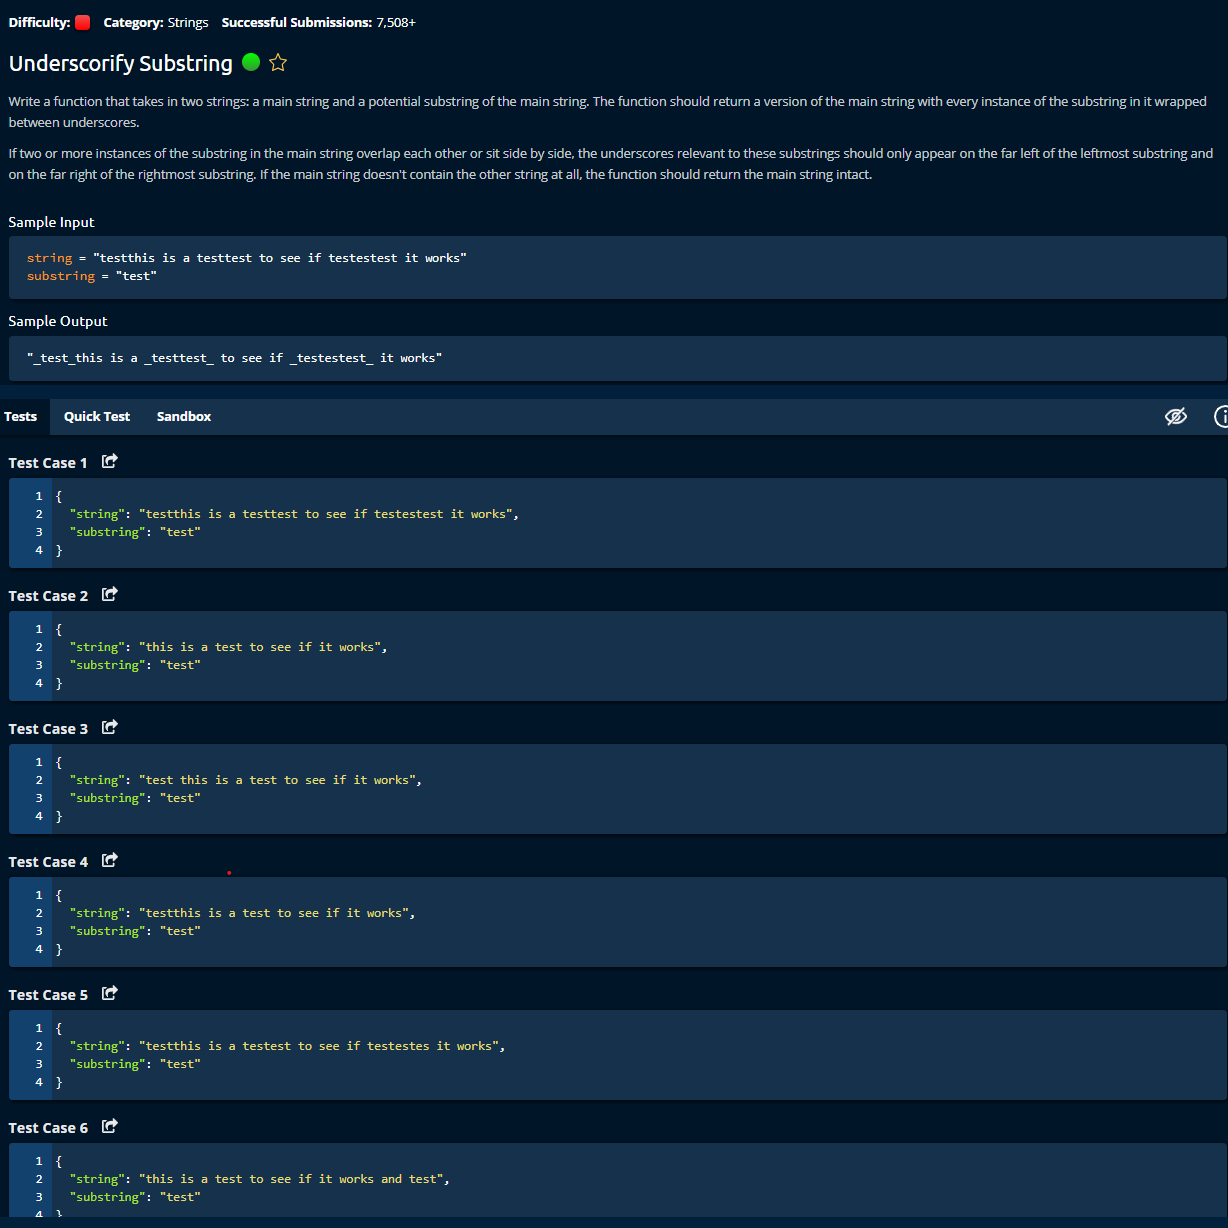 Difficulty: Category: Strings Successful Submissions: 7,508+
Underscorify Substring
Write a function that takes in two strings: a main string and a potential substring of the main string. The function should return a version of the main string with every instance of the substring in it wrapped
between underscores.
If two or more instances of the substring in the main string overlap each other or sit side by side, the underscores relevant to these substrings should only appear on the far left of the leftmost substring and
on the far right of the rightmost substring. If the main string doesn't contain the other string at all, the function should return the main string intact.
Sample Input
string = "testthis is a testtest to see if testestest it works"
substring = "test"
Sample Output
"_test_this is a _testtest_ to see if _testestest_ it works"
Tests Quick Test Sandbox
Test Case 1
1 {
2 "string": "testthis is a testtest to see if testestest it works",
3 "substring": "test"
4 }
Test Case 2
1 {
2 "string": "this is a test to see if it works",
3 "substring": "test"
4 }
Test Case 3
1 {
2 "string": "test this is a test to see if it works",
3 "substring": "test"
4 }
Test Case 4
1 {
2 "string": "testthis is a test to see if it works",
3 "substring": "test"
4 }
Test Case 5
1 {
2 "string": "testthis is a testest to see if testestes it works",
3 "substring": "test"
4 }
Test Case 6
1 {
2 "string": "this is a test to see if it works and test",
3 "substring": "test"
4 }